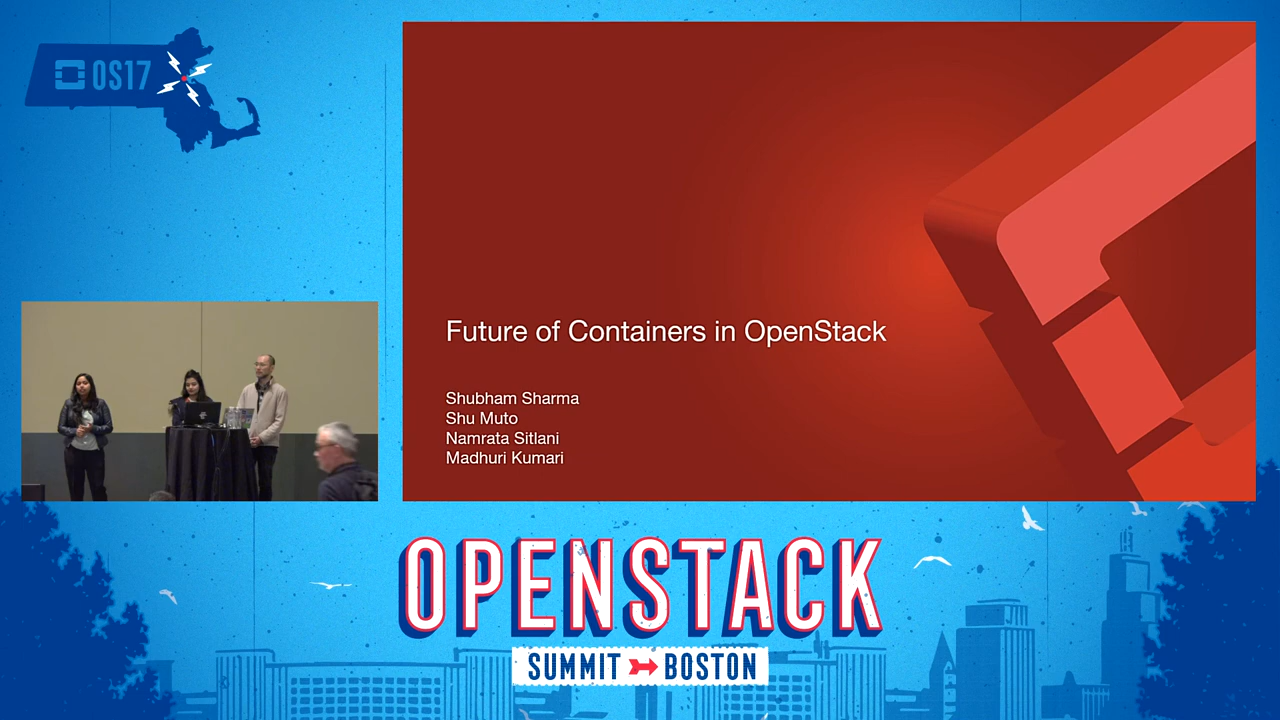 OS17
Future of Containers in OpenStack
Shubham Sharma
Shu Muto
Namrata Sitlani
Madhuri Kumari
OPENSTACK
SUMMIT BOSTON